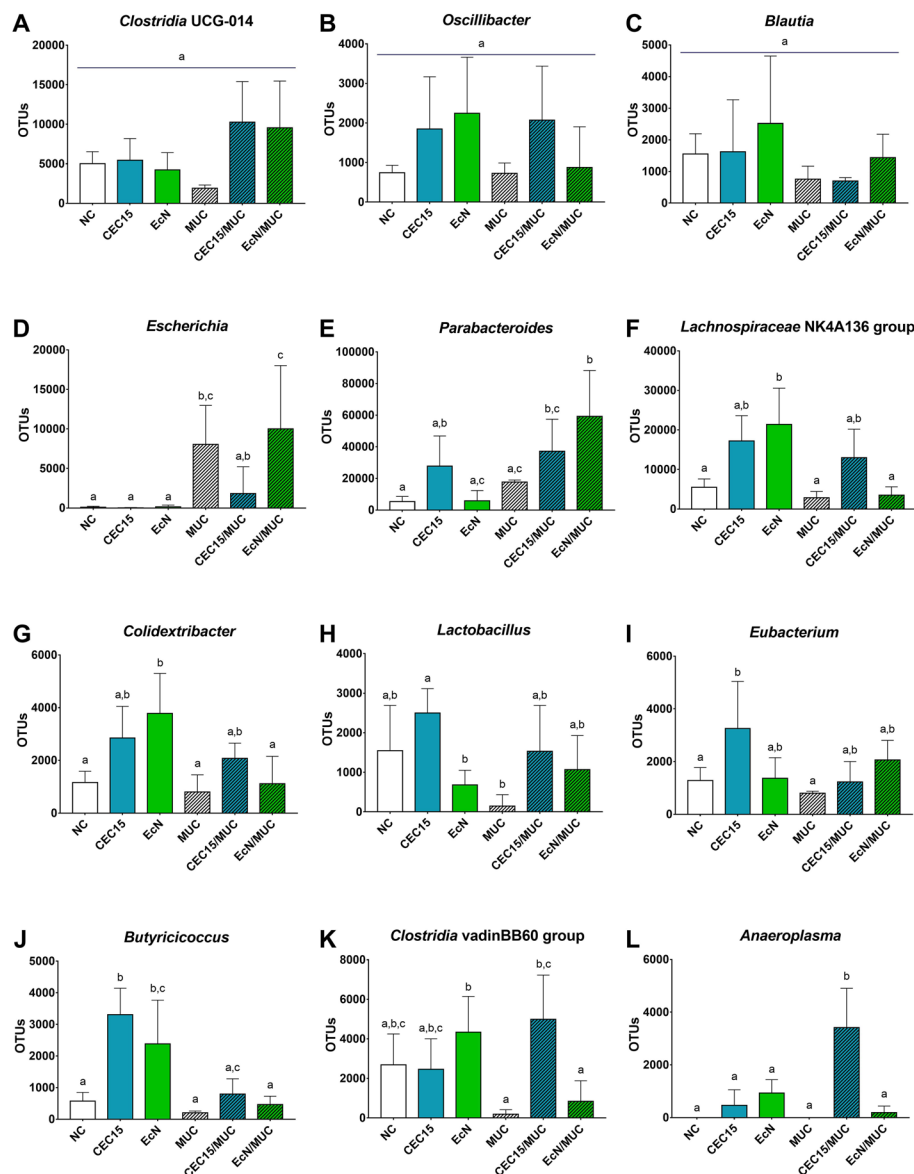 A Clostridia UCG-014
OTUs
20000
15000
10000
5000
0
a
NC CEC15 EcN MUC CEC15/MUC EcN/MUC
B Oscillibacter
OTUs
4000
3000
2000
1000
0
a
NC CEC15 EcN MUC CEC15/MUC EcN/MUC
C Blautia
OTUs
5000
4000
3000
2000
1000
0
a
NC CEC15 EcN MUC CEC15/MUC EcN/MUC
D Escherichia
OTUs
20000
15000
10000
5000
0
a a a b,c a,b c
NC CEC15 EcN MUC CEC15/MUC EcN/MUC
E Parabacteroides
OTUs
100000
80000
60000
40000
20000
0
a a,b a,c a,c b,c b
NC CEC15 EcN MUC CEC15/MUC EcN/MUC
F Lachnospiraceae NK4A136 group
OTUs
40000
30000
20000
10000
0
a a,b b a a,b a
NC CEC15 EcN MUC CEC15/MUC EcN/MUC
G Colidextribacter
OTUs
6000
4000
2000
0
a a,b b a a,b a
NC CEC15 EcN MUC CEC15/MUC EcN/MUC
H Lactobacillus
OTUs
4000
3000
2000
1000
0
a,b a b b a,b a,b
NC CEC15 EcN MUC CEC15/MUC EcN/MUC
I Eubacterium
OTUs
6000
4000
2000
0
a b a,b a a,b a,b
NC CEC15 EcN MUC CEC15/MUC EcN/MUC
J Butyricicoccus
OTUs
5000
4000
3000
2000
1000
0
a b b,c a a,c a
NC CEC15 EcN MUC CEC15/MUC EcN/MUC
K Clostridia vadinBB60 group
OTUs
8000
6000
4000
2000
0
a,b,c a,b,c b a b,c a
NC CEC15 EcN MUC CEC15/MUC EcN/MUC
L Anaeroplasma
OTUs
6000
4000
2000
0
a a a a b a
NC CEC15 EcN MUC CEC15/MUC EcN/MUC